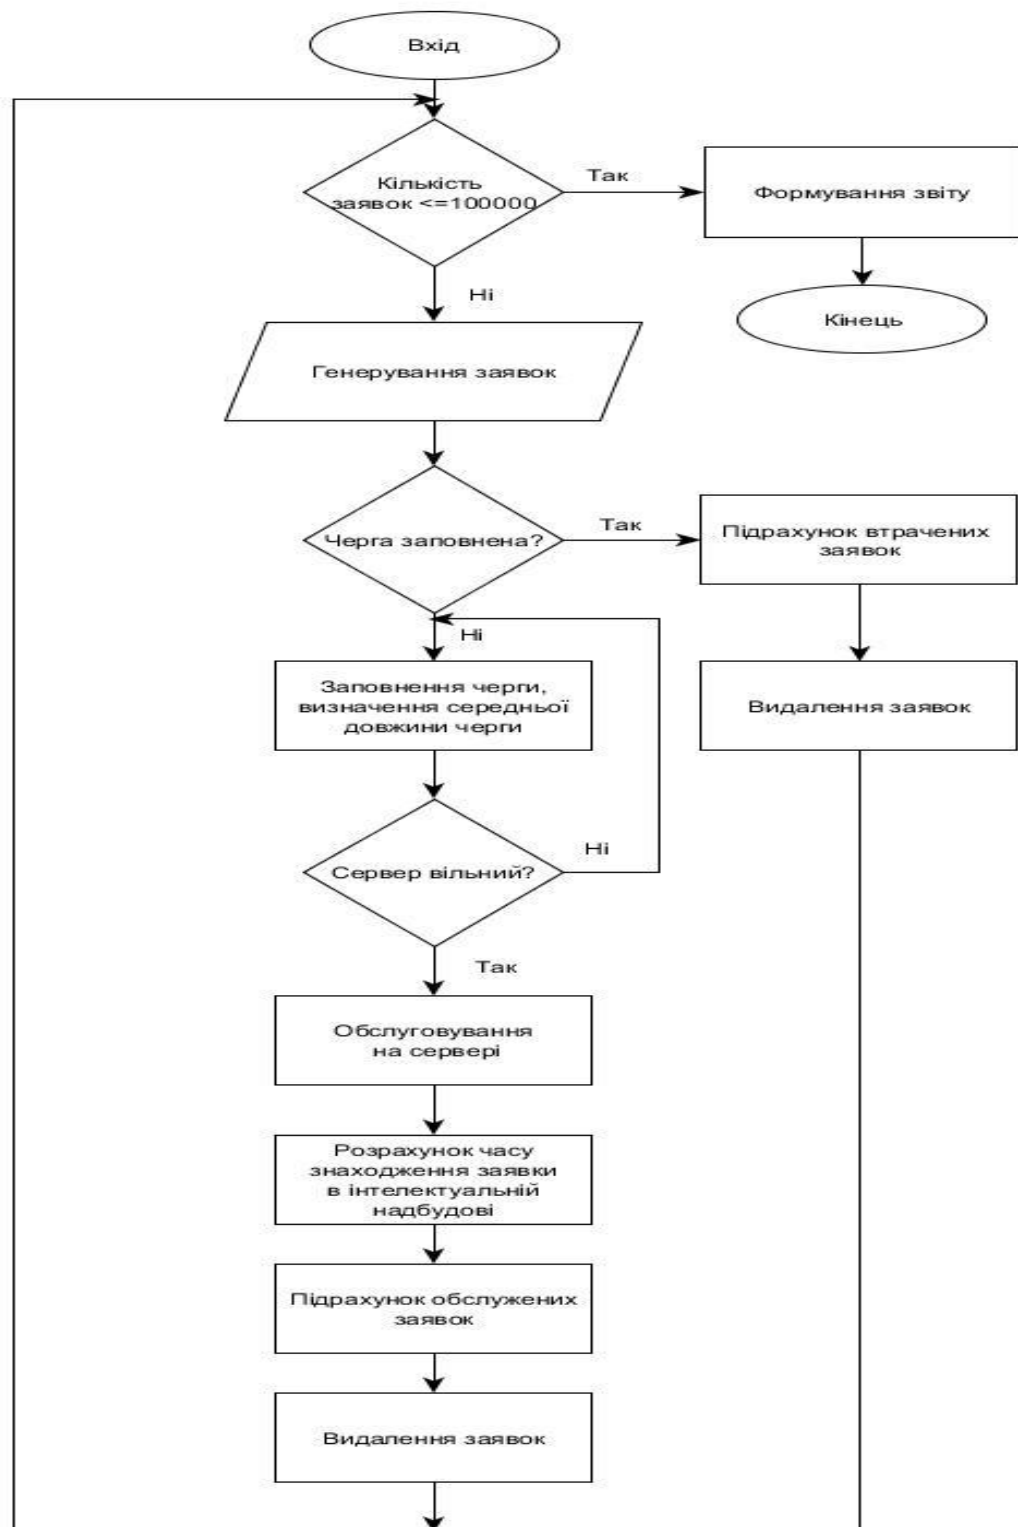 Вхід
Кількість
заявок <=100000
Так
Формування звіту
Ні
Кінець
Генерування заявок
Черга заповнена?
Так
Підрахунок втрачених
заявок
Ні
Заповнення черги,
визначення середньої
довжини черги
Видалення заявок
Сервер вільний?
Ні
Так
Обслуговування
на сервері
Розрахунок часу
знаходження заявки
в інтелектуальній
надбудові
Підрахунок обслужених
заявок
Видалення заявок